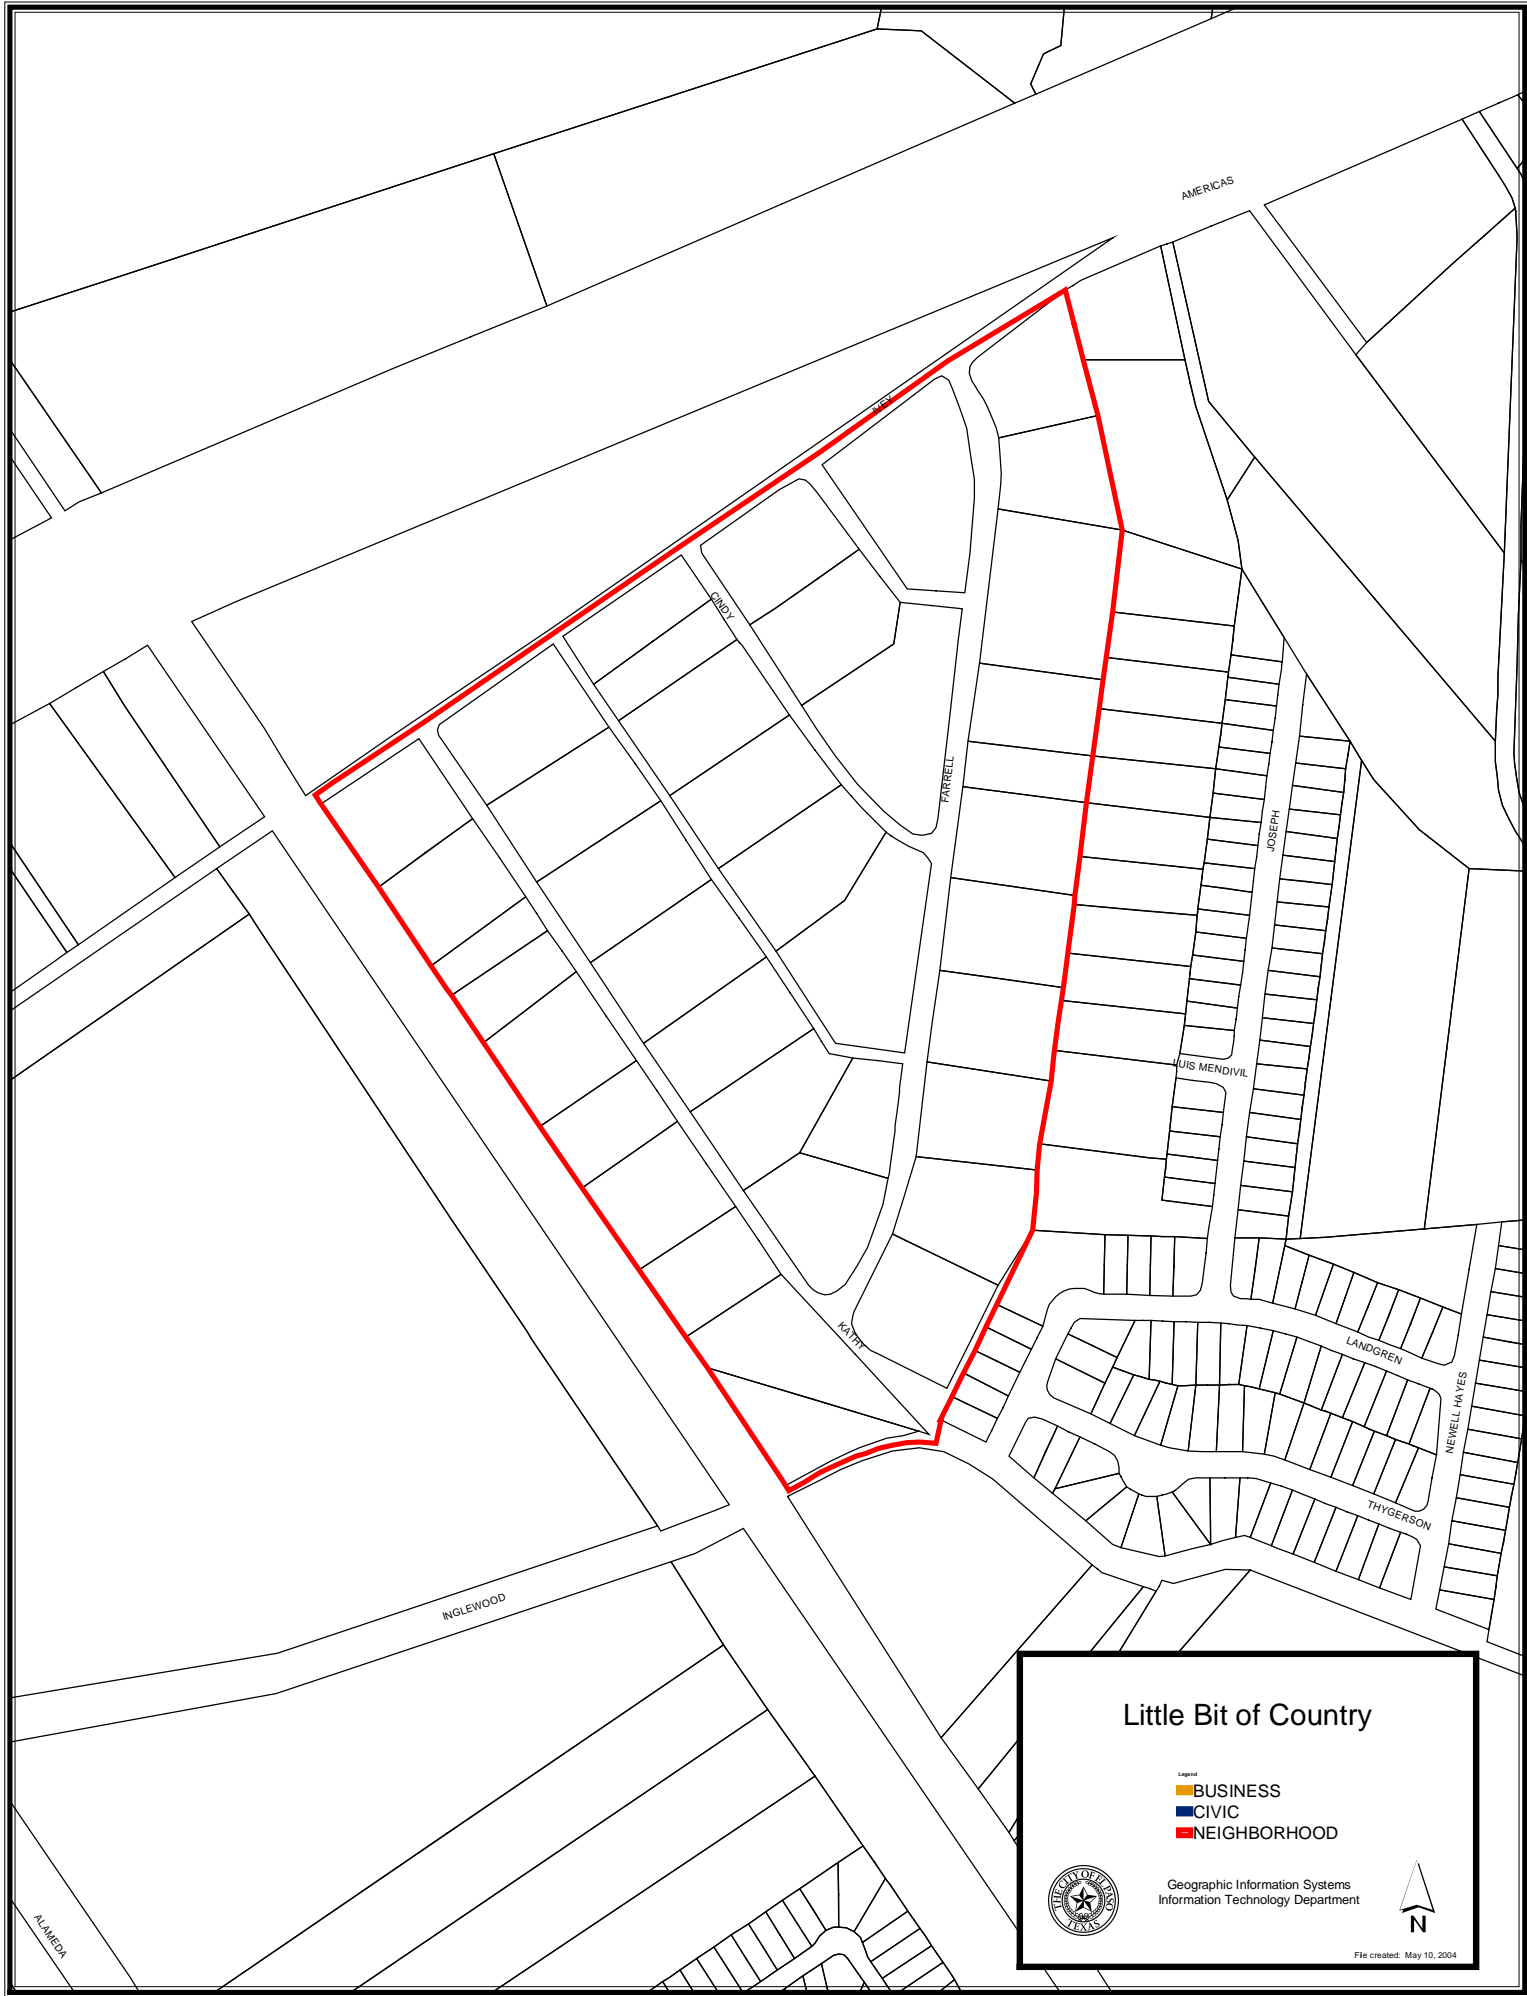 AMERICAS
IVEY
CINDY
FARRELL
JOSEPH
LUIS MENDIVIL
KATHY
LANDGREN
NEWELL HAYES
THYGERSON
INGLEWOOD
ALAMEDA
Little Bit of Country
Legend
BUSINESS
CIVIC
NEIGHBORHOOD
THE CITY OF EL PASO
TEXAS
Geographic Information Systems
Information Technology Department
N
File created: May 10, 2004